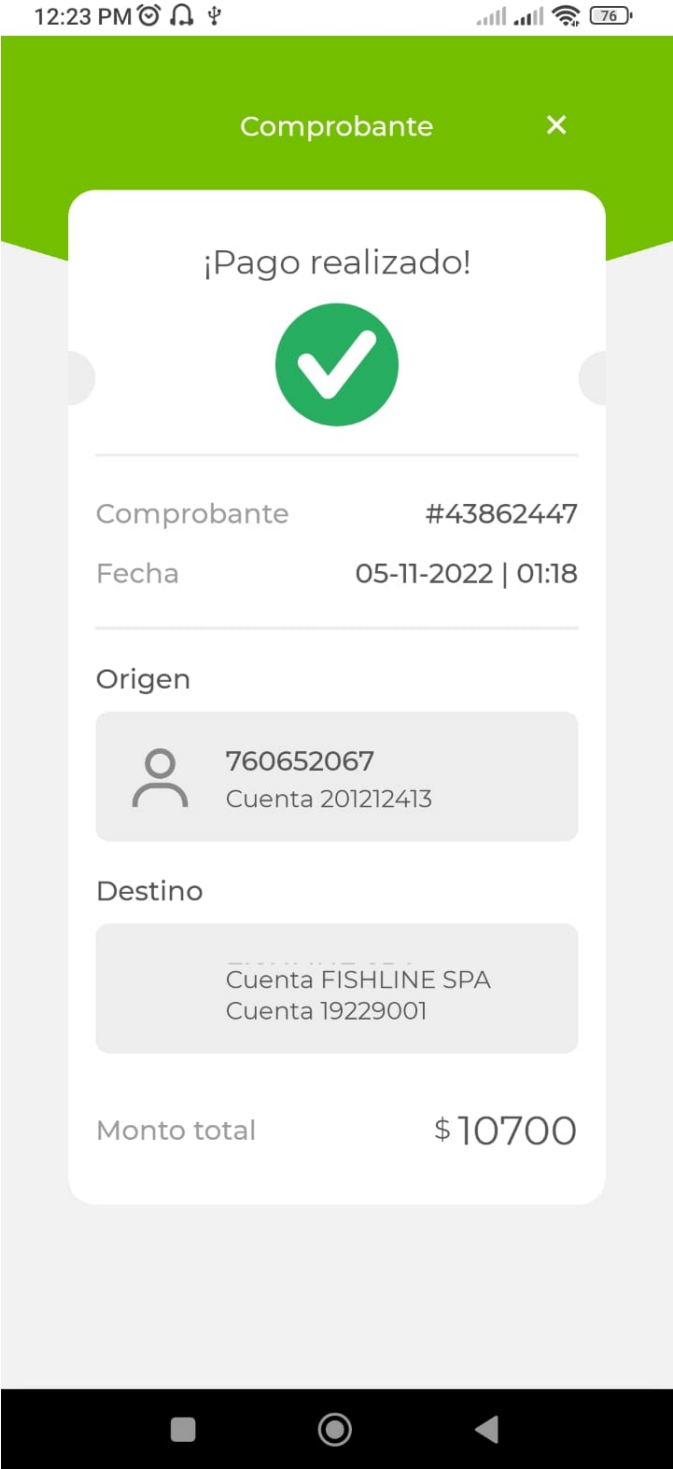 12:23 PM
76
Comprobante
¡Pago realizado!
Comprobante #43862447
Fecha 05-11-2022 | 01:18
Origen
760652067
Cuenta 201212413
Destino
Cuenta FISHLINE SPA
Cuenta 19229001
Monto total $ 10700